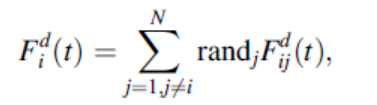 F_i^d(t) = \sum_{j=1, j \neq i}^{N} \text{rand}_j F_{ij}^d(t),